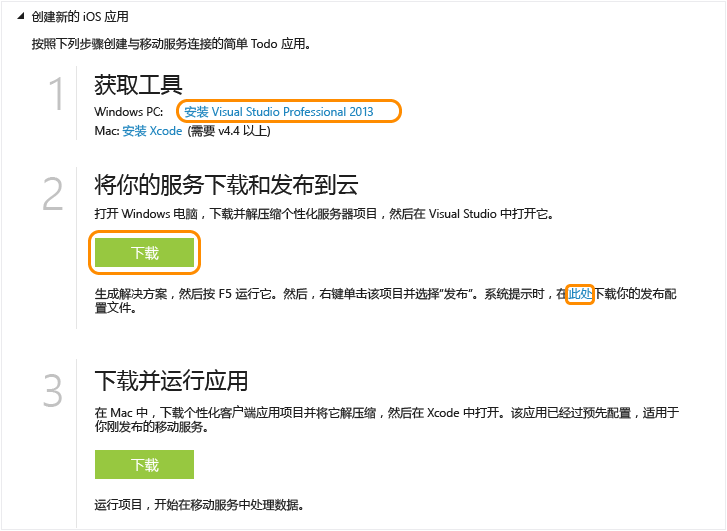 创建新的 iOS 应用
按照下列步骤创建与移动服务连接的简单 Todo 应用。
1
获取工具
Windows PC: 安装 Visual Studio Professional 2013
Mac: 安装 Xcode (需要 v4.4 以上)
2
将你的服务下载和发布到云
打开 Windows 电脑，下载并解压缩个性化服务器项目，然后在 Visual Studio 中打开它。
下载
生成解决方案，然后按 F5 运行它。然后，右键单击该项目并选择“发布”。系统提示时，在此处下载你的发布配
置文件。
3
下载并运行应用
在 Mac 中，下载个性化客户端应用项目并将它解压缩，然后在 Xcode 中打开。该应用已经过预先配置，适用于
你刚发布的移动服务。
下载
运行项目，开始在移动服务中处理数据。